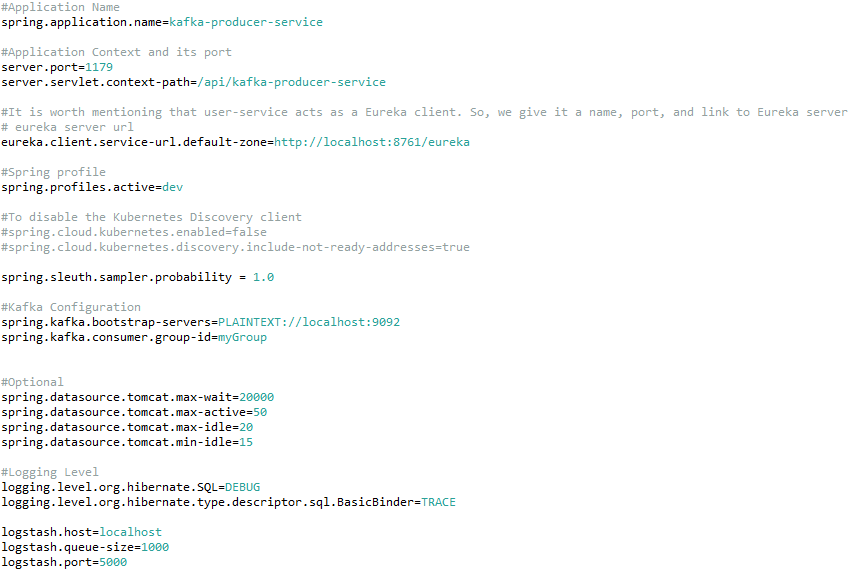 #Application Name
spring.application.name=kafka-producer-service
#Application Context and its port
server.port=1179
server.servlet.context-path=/api/kafka-producer-service
#It is worth mentioning that user-service acts as a Eureka client. So, we give it a name, port, and link to Eureka server
# eureka server url
eureka.client.service-url.default-zone=http://localhost:8761/eureka
#Spring profile
spring.profiles.active=dev
#To disable the Kubernetes Discovery client
#spring.cloud.kubernetes.enabled=false
#spring.cloud.kubernetes.discovery.include-not-ready-addresses=true
spring.sleuth.sampler.probability = 1.0
#Kafka Configuration
spring.kafka.bootstrap-servers=PLAINTEXT://localhost:9092
spring.kafka.consumer.group-id=myGroup
#Optional
spring.datasource.tomcat.max-wait=20000
spring.datasource.tomcat.max-active=50
spring.datasource.tomcat.max-idle=20
spring.datasource.tomcat.min-idle=15
#Logging Level
logging.level.org.hibernate.SQL=DEBUG
logging.level.org.hibernate.type.descriptor.sql.BasicBinder=TRACE
logstash.host=localhost
logstash.queue-size=1000
logstash.port=5000